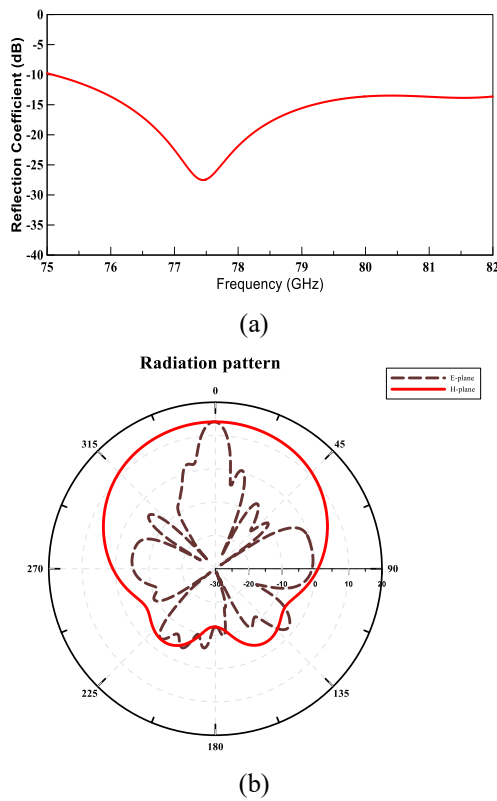 0
-5
-10
-15
-20
-25
-30
-35
-40
Reflection Coefficient (dB)
75 76 77 78 79 80 81 82
Frequency (GHz)
(a)
Radiation pattern
E-plane
H-plane
0
315 45
270 -30 -20 -10 0 10 20 90
225 135
180
(b)